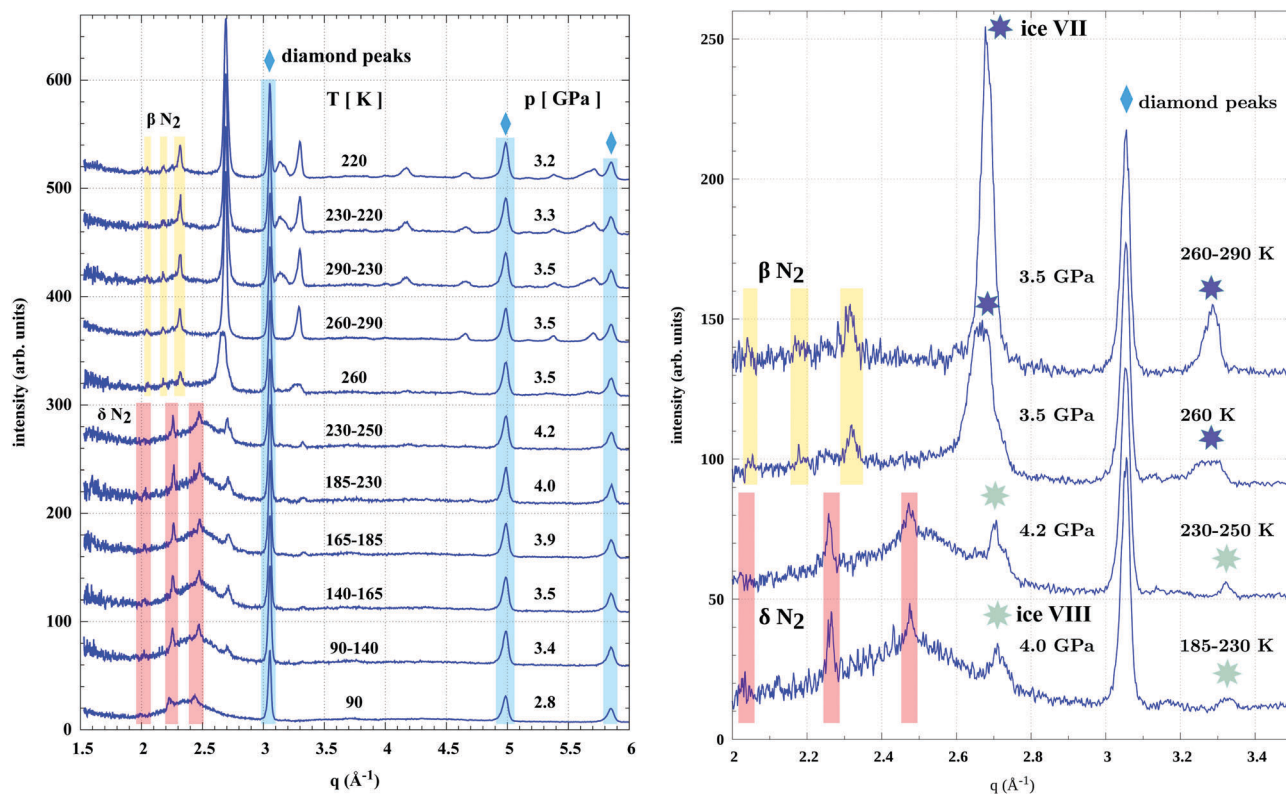 diamond peaks
T [ K ] p [ GPa ]
β N2
220 3.2
230-220 3.3
290-230 3.5
260-290 3.5
260 3.5
δ N2
230-250 4.2
185-230 4.0
165-185 3.9
140-165 3.5
90-140 3.4
90 2.8
600
500
400
300
200
100
0
intensity (arb. units)
1.5 2 2.5 3 3.5 4 4.5 5 5.5 6
q (Å-1)
ice VII
diamond peaks
260-290 K
3.5 GPa
β N2
3.5 GPa
260 K
4.2 GPa
230-250 K
ice VIII
δ N2
4.0 GPa
185-230 K
250
200
150
100
50
0
intensity (arb. units)
2 2.2 2.4 2.6 2.8 3 3.2 3.4
q (Å-1)